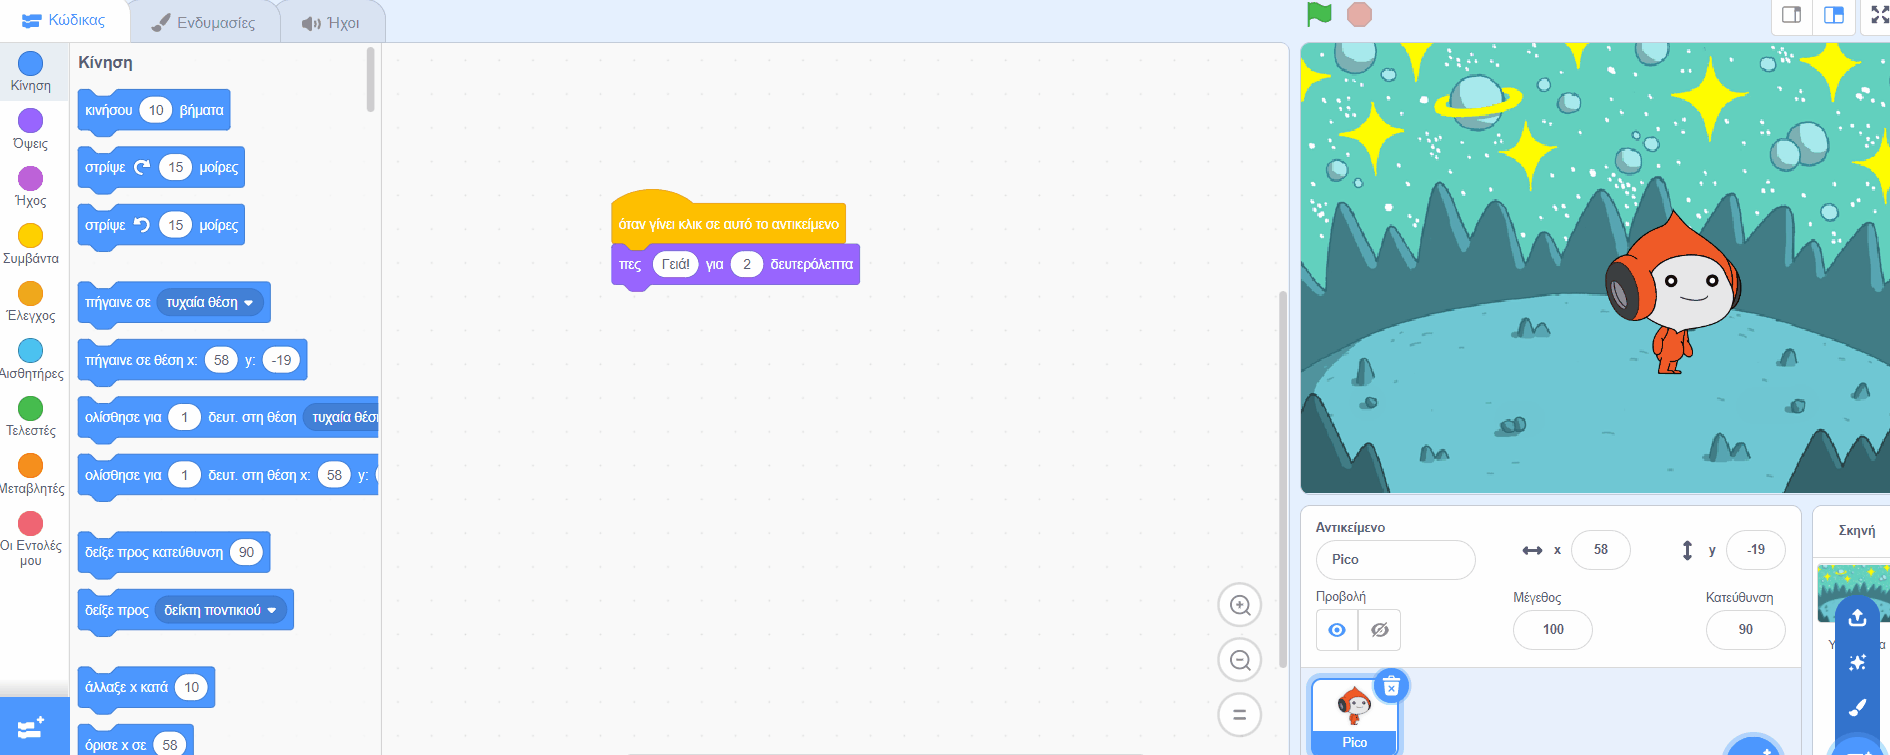 Κώδικας
Ενδυμασίες
Ήχοι
Κίνηση
Όψεις
Ήχος
Συμβάντα
Έλεγχος
Αισθητήρες
Τελεστές
Μεταβλητές
Οι Εντολές
μου
Κίνηση
κινήσου 10 βήματα
στρίψε 15 μοίρες
στρίψε 15 μοίρες
πήγαινε σε τυχαία θέση
πήγαινε σε θέση x: 58 y: -19
ολίσθησε για 1 δευτ. στη θέση τυχαία
ολίσθησε για 1 δευτ. στη θέση x: 58 y:
δείξε προς κατεύθυνση 90
δείξε προς δείκτη ποντικιού
άλλαξε x κατά 10
όρισε x σε 58
όταν γίνει κλικ σε αυτό το αντικείμενο
πες Γειά! για 2 δευτερόλεπτα
Αντικείμενο
Pico
x 58
y -19
Προβολή
Μέγεθος
100
Κατεύθυνση
90
Pico
Σκηνή